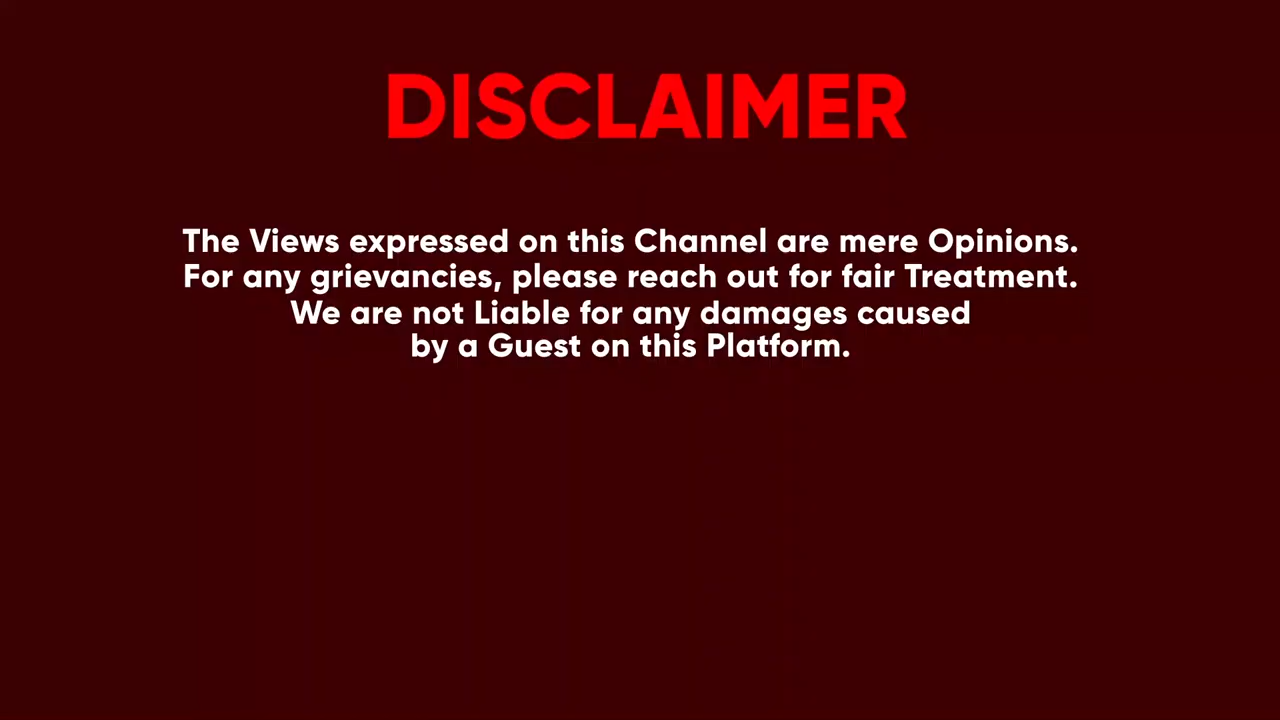 DISCLAIMER
The Views expressed on this Channel are mere Opinions.
For any grievancies, please reach out for fair Treatment.
We are not Liable for any damages caused
by a Guest on this Platform.